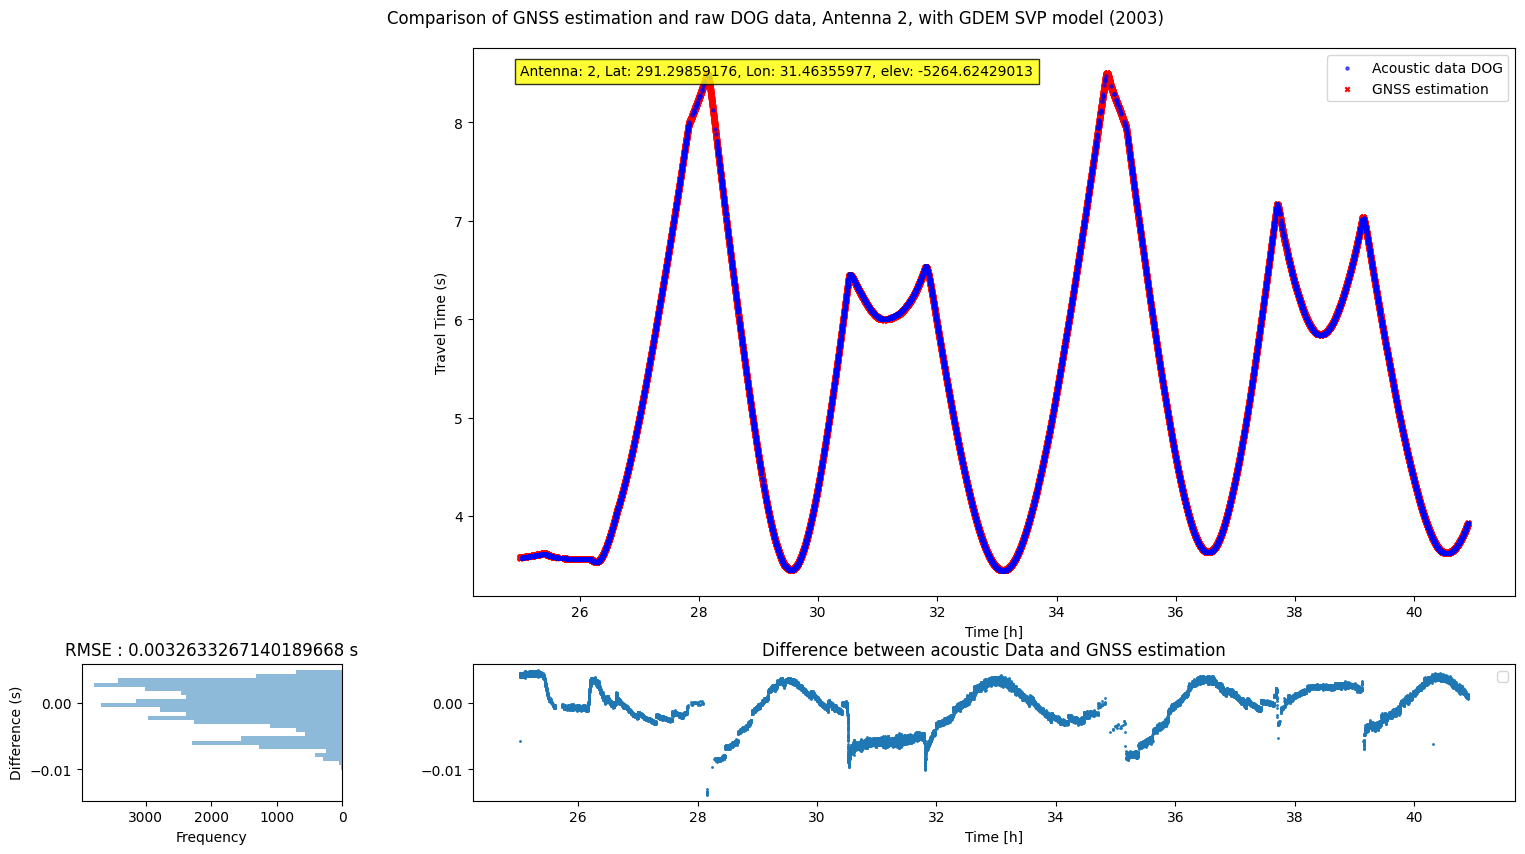 Comparison of GNSS estimation and raw DOG data, Antenna 2, with GDEM SVP model (2003)
Antenna: 2, Lat: 291.29859176, Lon: 31.46355977, elev: -5264.62429013
Acoustic data DOG
GNSS estimation
Travel Time (s)
8
7
6
5
4
26 28 30 32 34 36 38 40
Time [h]
RMSE : 0.0032633267140189668 s
Difference (s)
0.00
−0.01
3000 2000 1000 0
Frequency
Difference between acoustic Data and GNSS estimation
0.00
−0.01
26 28 30 32 34 36 38 40
Time [h]